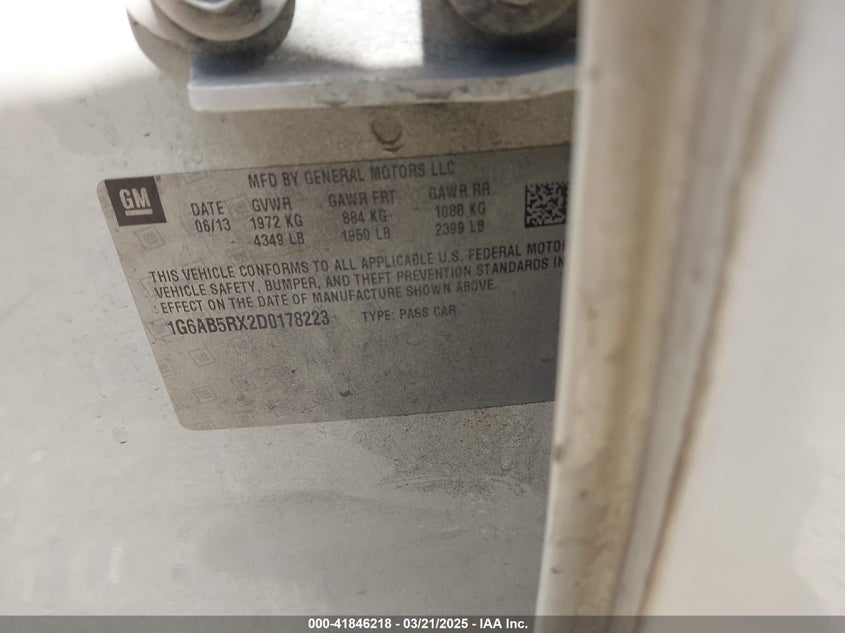 MFD BY GENERAL MOTORS LLC
GM
DATE GVWR GAWR FRT GAWR RR
06/13 1972 KG 884 KG 1088 KG
4349 LB 1950 LB 2399 LB
THIS VEHICLE CONFORMS TO ALL APPLICABLE U.S. FEDERAL MOTOR
VEHICLE SAFETY, BUMPER, AND THEFT PREVENTION STANDARDS IN
EFFECT ON THE DATE OF MANUFACTURE SHOWN ABOVE.
1G6AB5RX2D0178223 TYPE: PASS CAR
000-41846218 - 03/21/2025 - IAA Inc.